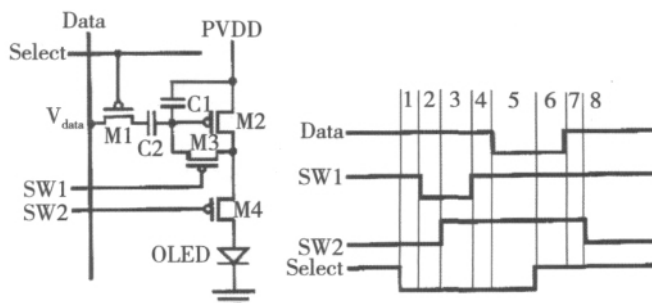 Data
PVDD
Select
V_data
M1
C2
C1
M2
M3
SW1
SW2
M4
OLED
1 2 3 4 5 6 7 8
Data
SW1
SW2
Select